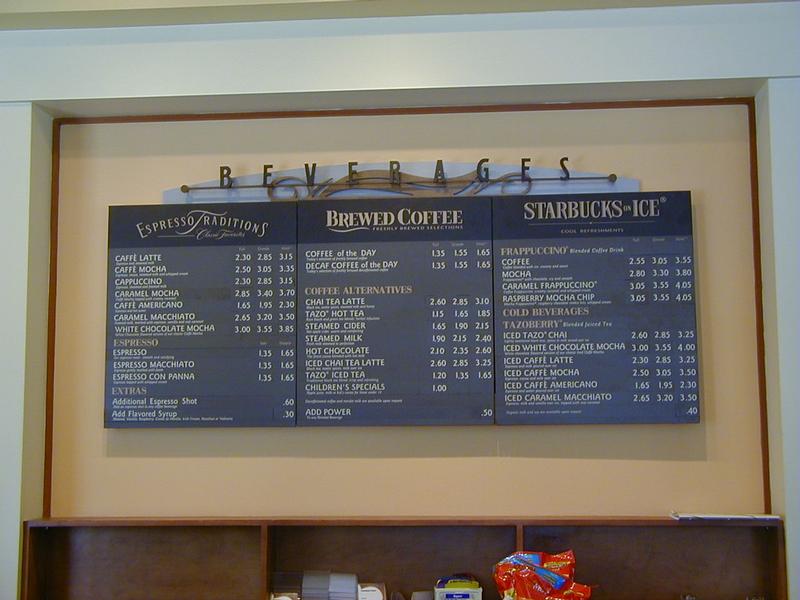 BEVERAGES
ESPRESSO TRADITIONS
Classic Favorites
Tall Grande Venti
CAFFÈ LATTE 2.30 2.85 3.15
CAFFÈ MOCHA 2.50 3.05 3.35
CAPPUCCINO 2.30 2.85 3.15
CARAMEL MOCHA 2.85 3.40 3.70
CAFFÈ AMERICANO 1.65 1.95 2.30
CARAMEL MACCHIATO 2.65 3.20 3.50
WHITE CHOCOLATE MOCHA 3.00 3.55 3.85
ESPRESSO
ESPRESSO 1.35 1.65
ESPRESSO MACCHIATO 1.35 1.65
ESPRESSO CON PANNA 1.35 1.65
EXTRAS
Additional Espresso Shot .60
Add Flavored Syrup .30
BREWED COFFEE
FRESHLY BREWED SELECTIONS
COFFEE of the DAY 1.35 1.55 1.65
DECAF COFFEE of the DAY 1.35 1.55 1.65
COFFEE ALTERNATIVES
CHAI TEA LATTE 2.60 2.85 3.10
TAZO® HOT TEA 1.15 1.65 1.85
STEAMED CIDER 1.65 1.90 2.15
STEAMED MILK 1.90 2.15 2.40
HOT CHOCOLATE 2.10 2.35 2.60
ICED CHAI TEA LATTE 2.60 2.85 3.25
TAZO® ICED TEA 1.20 1.35 1.65
CHILDREN'S SPECIALS 1.00
ADD POWER .50
STARBUCKS ON ICE®
COOL REFRESHMENTS
FRAPPUCCINO® Blended Coffee Drink
COFFEE 2.55 3.05 3.55
MOCHA 2.80 3.30 3.80
CARAMEL FRAPPUCCINO® 3.05 3.55 4.05
RASPBERRY MOCHA CHIP 3.05 3.55 4.05
COLD BEVERAGES
TAZOBERRY® Blended Juiced Tea
ICED TAZO® CHAI 2.60 2.85 3.25
ICED WHITE CHOCOLATE MOCHA 3.00 3.55 4.00
ICED CAFFÈ LATTE 2.30 2.85 3.25
ICED CAFFÈ MOCHA 2.50 3.05 3.50
ICED CAFFÈ AMERICANO 1.65 1.95 2.30
ICED CARAMEL MACCHIATO 2.65 3.20 3.50
.40